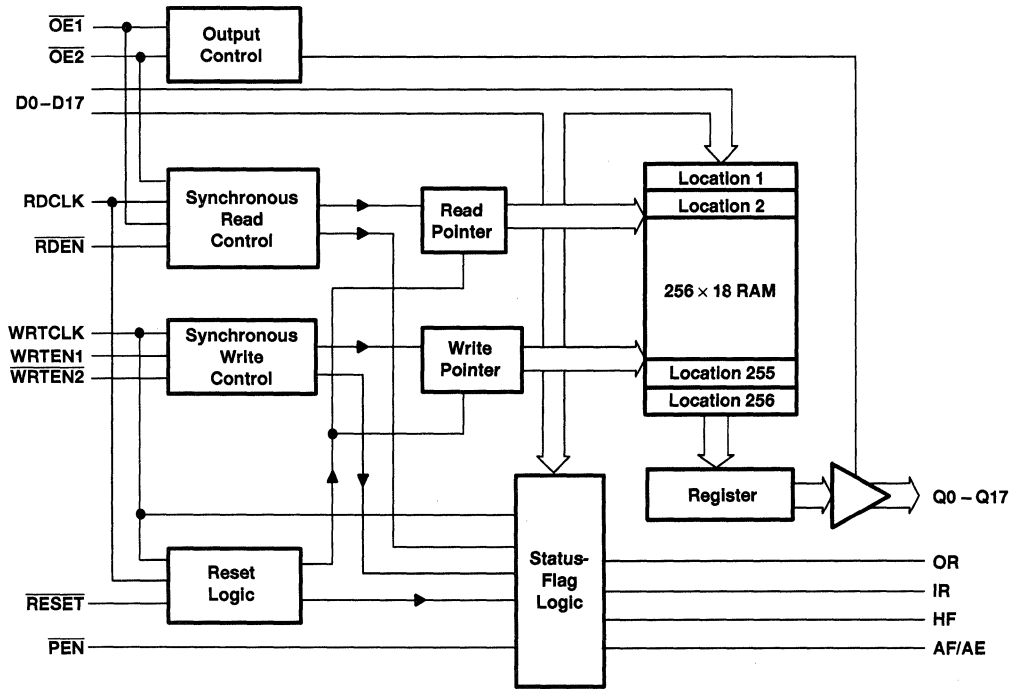 OE1
OE2
Output
Control
D0–D17
RDCLK
RDEN
Synchronous
Read
Control
Read
Pointer
Location 1
Location 2
256 × 18 RAM
Location 255
Location 256
WRTCLK
WRTEN1
WRTEN2
Synchronous
Write
Control
Write
Pointer
Register
Q0 – Q17
RESET
PEN
Reset
Logic
Status-
Flag
Logic
OR
IR
HF
AF/AE